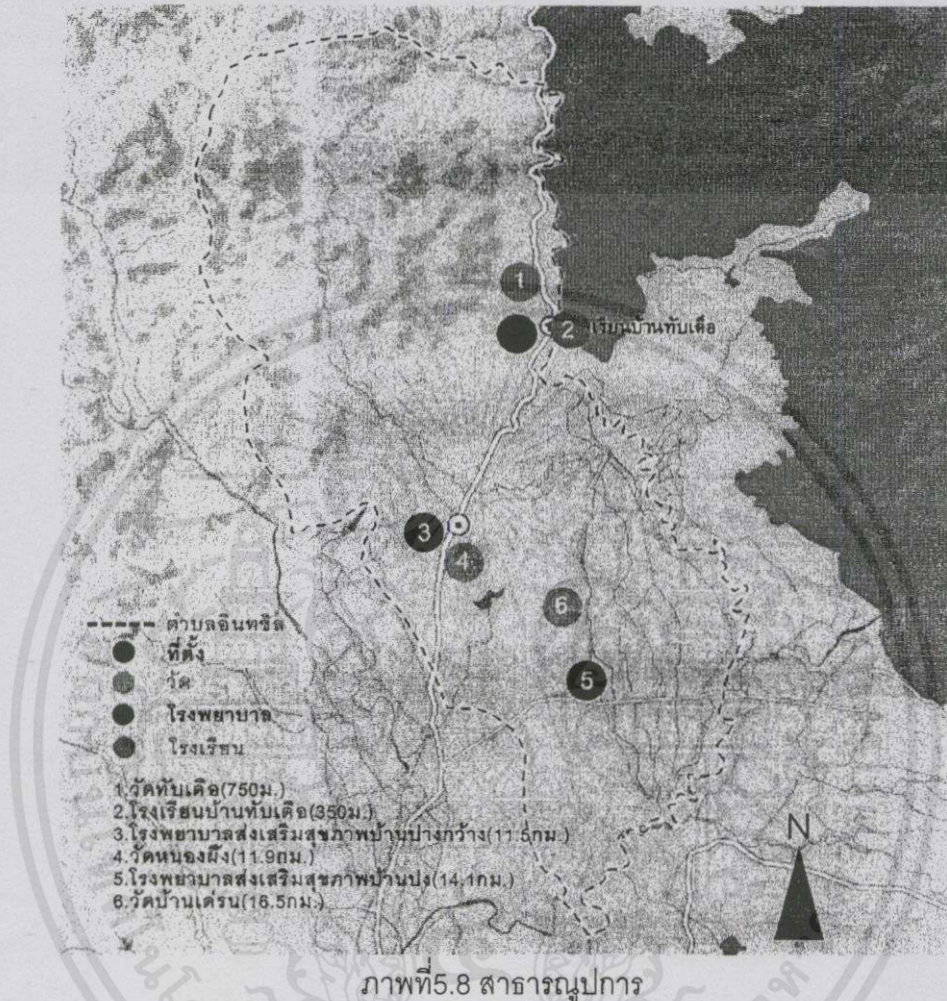 1
2 เรียนบ้านทับเดื่อ
3
4
6
5
ตำบลอินทขิล
ที่ตั้ง
วัด
โรงพยาบาล
โรงเรียน
1.วัดทับเดื่อ(750ม.)
2.โรงเรียนบ้านทับเดื่อ(350ม.)
3.โรงพยาบาลส่งเสริมสุขภาพบ้านปางกว้าง(11.5กม.)
4.วัดหนองผึ้ง(11.9กม.)
5.โรงพยาบาลส่งเสริมสุขภาพบ้านปง(14.1กม.)
6.วัดบ้านเด่รน(16.5กม.)
N
ภาพที่5.8 สาธารณูปการ